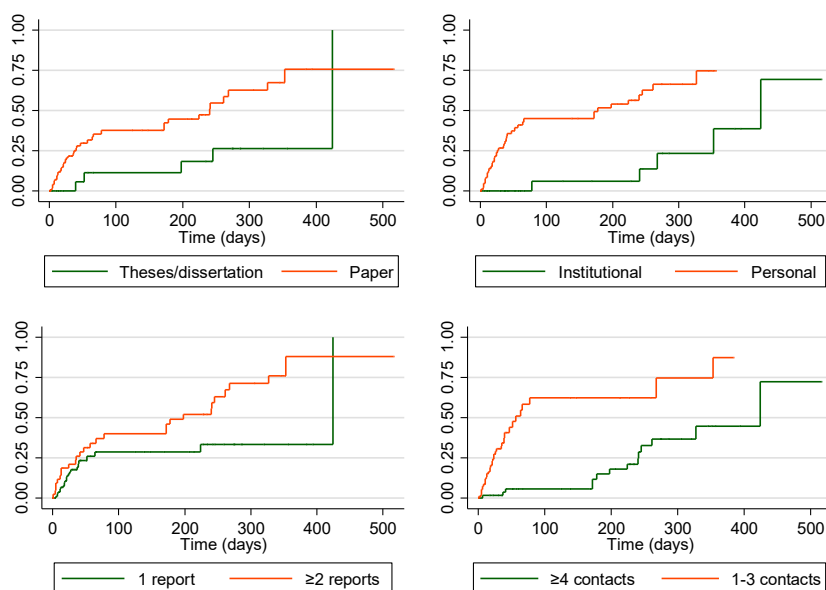 1.00
0.75
0.50
0.25
0.00
0 100 200 300 400 500
Time (days)
Theses/dissertation Paper
1.00
0.75
0.50
0.25
0.00
0 100 200 300 400 500
Time (days)
Institutional Personal
1.00
0.75
0.50
0.25
0.00
0 100 200 300 400 500
Time (days)
1 report ≥2 reports
1.00
0.75
0.50
0.25
0.00
0 100 200 300 400 500
Time (days)
≥4 contacts 1-3 contacts